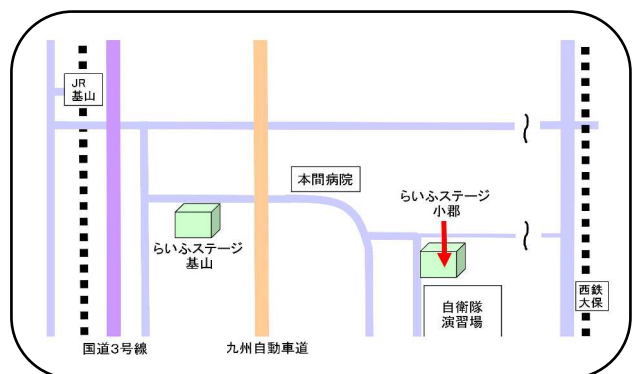 JR
基山
本間病院
らいふステージ
小郡
らいふステージ
基山
西鉄
大保
自衛隊
演習場
国道3号線
九州自動車道